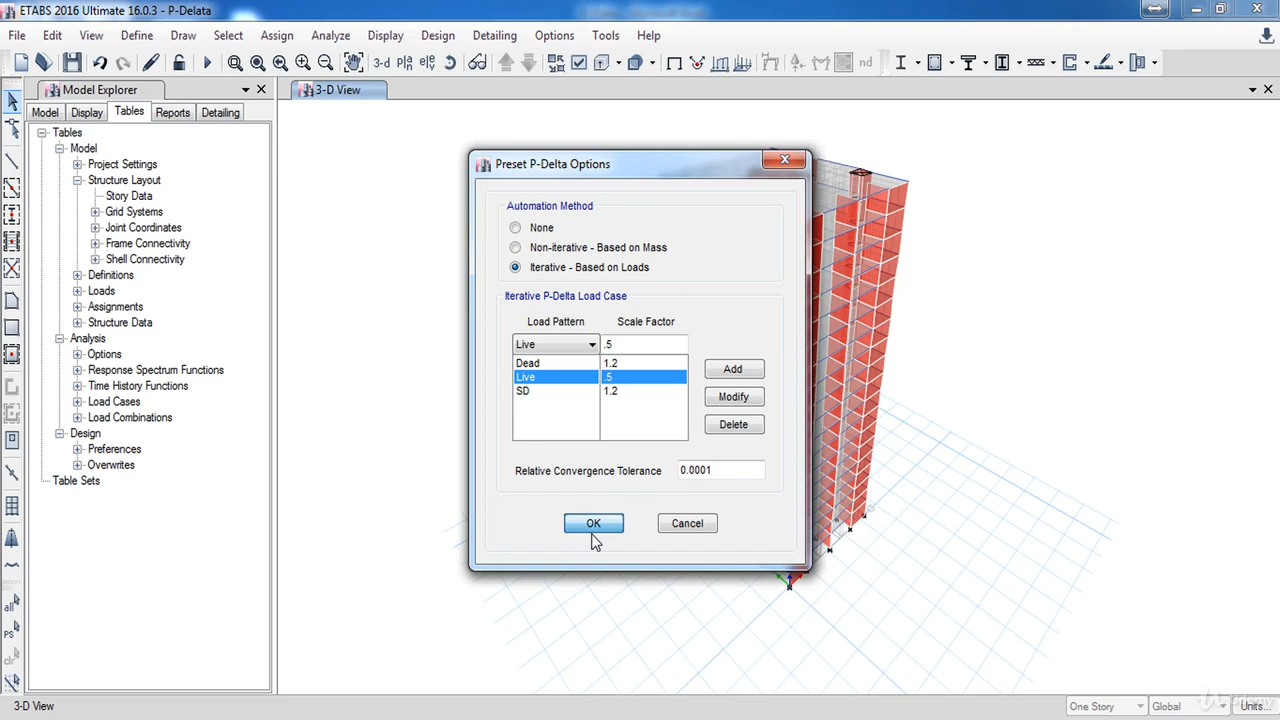 ETABS 2016 Ultimate 16.0.3 - P-Delata
File Edit View Define Draw Select Assign Analyze Display Design Detailing Options Tools Help
3-d
nd
Model Explorer
3-D View
Model Display Tables Reports Detailing
Tables
Model
Project Settings
Structure Layout
Story Data
Grid Systems
Joint Coordinates
Frame Connectivity
Shell Connectivity
Definitions
Loads
Assignments
Structure Data
Analysis
Options
Response Spectrum Functions
Time History Functions
Load Cases
Load Combinations
Design
Preferences
Overwrites
Table Sets
all
PS
clr
Preset P-Delta Options
Automation Method
None
Non-iterative - Based on Mass
Iterative - Based on Loads
Iterative P-Delta Load Case
Load Pattern Scale Factor
Live .5
Dead 1.2
Live .5
SD 1.2
Add
Modify
Delete
Relative Convergence Tolerance 0.0001
OK Cancel
3-D View
One Story Global Units...
Udemy